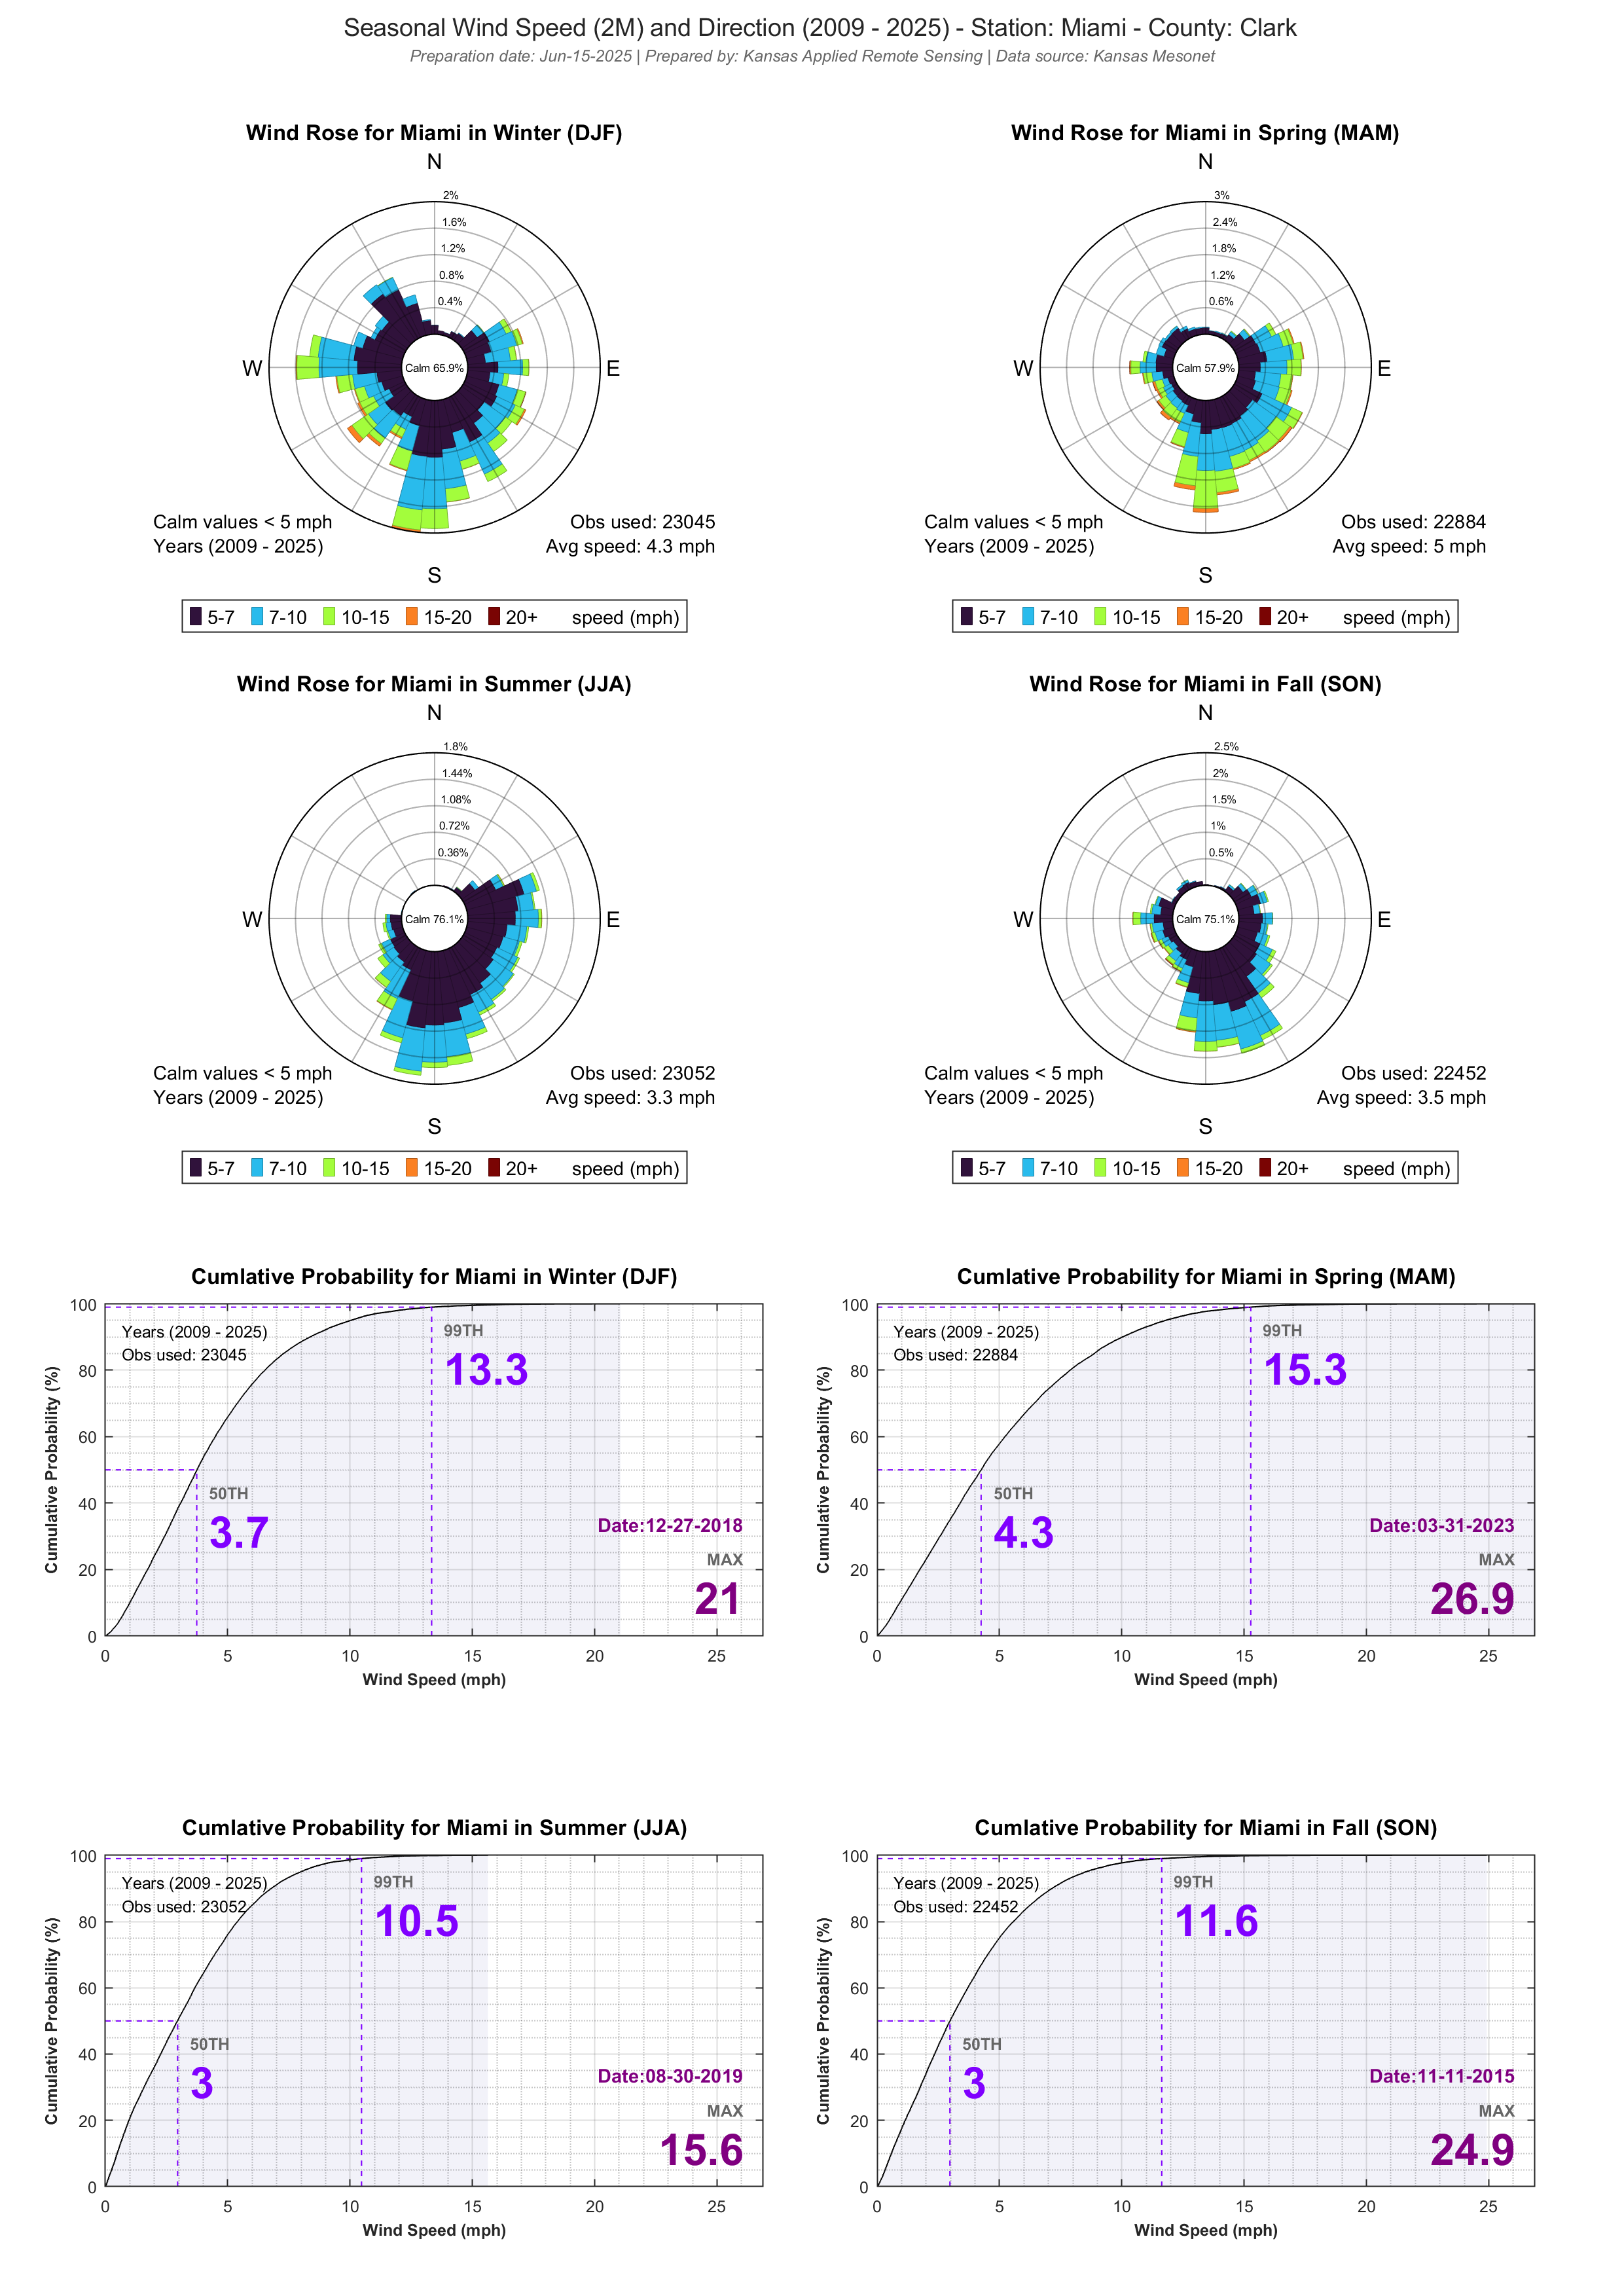 Seasonal Wind Speed (2M) and Direction (2009 - 2025) - Station: Miami - County: Clark
Preparation date: Jun-15-2025 | Prepared by: Kansas Applied Remote Sensing | Data source: Kansas Mesonet
Wind Rose for Miami in Winter (DJF)
N
2%
1.6%
1.2%
0.8%
0.4%
W
Calm 65.9%
E
Calm values < 5 mph
Years (2009 - 2025)
Obs used: 23045
Avg speed: 4.3 mph
S
5-7 7-10 10-15 15-20 20+ speed (mph)
Wind Rose for Miami in Spring (MAM)
N
3%
2.4%
1.8%
1.2%
0.6%
W
Calm 57.9%
E
Calm values < 5 mph
Years (2009 - 2025)
Obs used: 22884
Avg speed: 5 mph
S
5-7 7-10 10-15 15-20 20+ speed (mph)
Wind Rose for Miami in Summer (JJA)
N
1.8%
1.44%
1.08%
0.72%
0.36%
W
Calm 76.1%
E
Calm values < 5 mph
Years (2009 - 2025)
Obs used: 23052
Avg speed: 3.3 mph
S
5-7 7-10 10-15 15-20 20+ speed (mph)
Wind Rose for Miami in Fall (SON)
N
2.5%
2%
1.5%
1%
0.5%
W
Calm 75.1%
E
Calm values < 5 mph
Years (2009 - 2025)
Obs used: 22452
Avg speed: 3.5 mph
S
5-7 7-10 10-15 15-20 20+ speed (mph)
Cumlative Probability for Miami in Winter (DJF)
Cumulative Probability (%)
100
80
60
40
20
0
Years (2009 - 2025)
Obs used: 23045
99TH
13.3
50TH
3.7
Date:12-27-2018
MAX
21
0 5 10 15 20 25
Wind Speed (mph)
Cumlative Probability for Miami in Spring (MAM)
Cumulative Probability (%)
100
80
60
40
20
0
Years (2009 - 2025)
Obs used: 22884
99TH
15.3
50TH
4.3
Date:03-31-2023
MAX
26.9
0 5 10 15 20 25
Wind Speed (mph)
Cumlative Probability for Miami in Summer (JJA)
Cumulative Probability (%)
100
80
60
40
20
0
Years (2009 - 2025)
Obs used: 23052
99TH
10.5
50TH
3
Date:08-30-2019
MAX
15.6
0 5 10 15 20 25
Wind Speed (mph)
Cumlative Probability for Miami in Fall (SON)
Cumulative Probability (%)
100
80
60
40
20
0
Years (2009 - 2025)
Obs used: 22452
99TH
11.6
50TH
3
Date:11-11-2015
MAX
24.9
0 5 10 15 20 25
Wind Speed (mph)